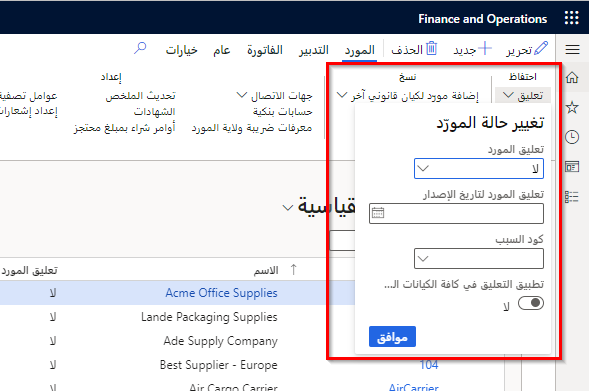 Finance and Operations
تحرير
جديد
الحذف
المورد
التدبير
الفاتورة
عام
خيارات
احتفاظ
نسخ
إعداد
تعليق
إضافة مورد لكيان قانوني آخر
جهات الاتصال
حسابات بنكية
معرفات ضريبة ولاية المورد
تحديث الملخص
الشهادات
أوامر شراء بمبلغ محتجز
عوامل تصفية
إعداد إشعارات
تغيير حالة المورّد
تعليق المورد
لا
تعليق المورد لتاريخ الإصدار
كود السبب
تطبيق التعليق في كافة الكيانات ال...
لا
موافق
قياسية
الاسم
تعليق المورد
Acme Office Supplies
لا
Lande Packaging Supplies
لا
Ade Supply Company
لا
104
Best Supplier - Europe
لا
AirCarrier
Air Cargo Carrier
لا